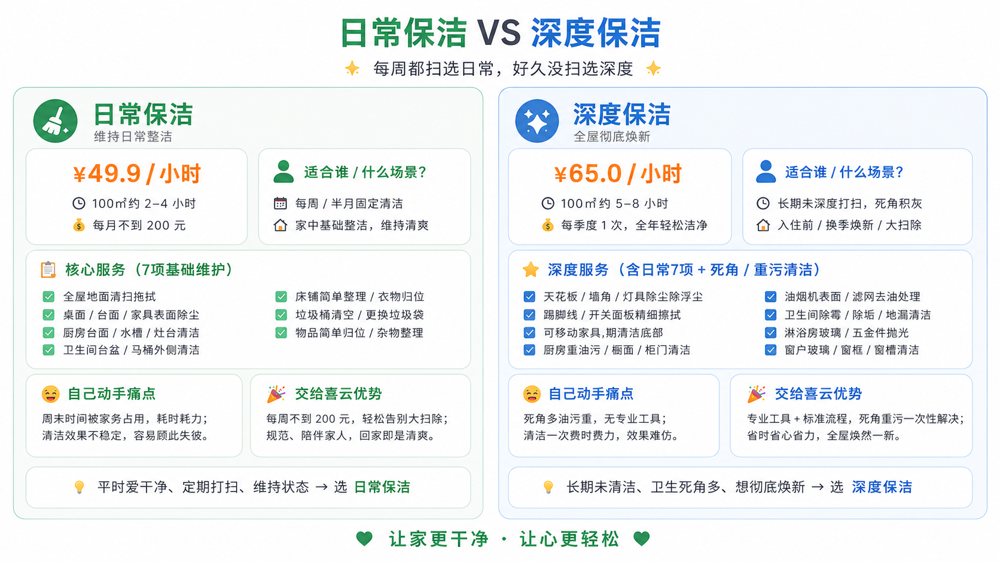 日常保洁 VS 深度保洁
每周都扫选日常，好久没扫选深度
日常保洁
维持日常整洁
¥49.9 / 小时
100㎡约 2–4 小时
每月不到 200 元
适合谁 / 什么场景？
每周 / 半月固定清洁
家中基础整洁，维持清爽
核心服务（7项基础维护）
全屋地面清扫拖拭
桌面 / 台面 / 家具表面除尘
厨房台面 / 水槽 / 灶台清洁
卫生间台盆 / 马桶外侧清洁
床铺简单整理 / 衣物归位
垃圾桶清空 / 更换垃圾袋
物品简单归位 / 杂物整理
自己动手痛点
周末时间被家务占用，耗时耗力；
清洁效果不稳定，容易顾此失彼。
交给喜云优势
每周不到 200 元，轻松告别大扫除；
规范、陪伴家人，回家即是清爽。
平时爱干净、定期打扫、维持状态 → 选 日常保洁
深度保洁
全屋彻底焕新
¥65.0 / 小时
100㎡约 5–8 小时
每季度 1 次，全年轻松洁净
适合谁 / 什么场景？
长期未深度打扫，死角积灰
入住前 / 换季焕新 / 大扫除
深度服务（含日常7项 + 死角 / 重污清洁）
天花板 / 墙角 / 灯具除尘除浮尘
踢脚线 / 开关面板精细擦拭
可移动家具,期清洁底部
厨房重油污 / 橱面 / 柜门清洁
油烟机表面 / 滤网去油处理
卫生间除霉 / 除垢 / 地漏清洁
淋浴房玻璃 / 五金件抛光
窗户玻璃 / 窗框 / 窗槽清洁
自己动手痛点
死角多油污重，无专业工具；
清洁一次费时费力，效果难仿。
交给喜云优势
专业工具 + 标准流程，死角重污一次性解决；
省时省心省力，全屋焕然一新。
长期未清洁、卫生死角多、想彻底焕新 → 选 深度保洁
让家更干净 · 让心更轻松